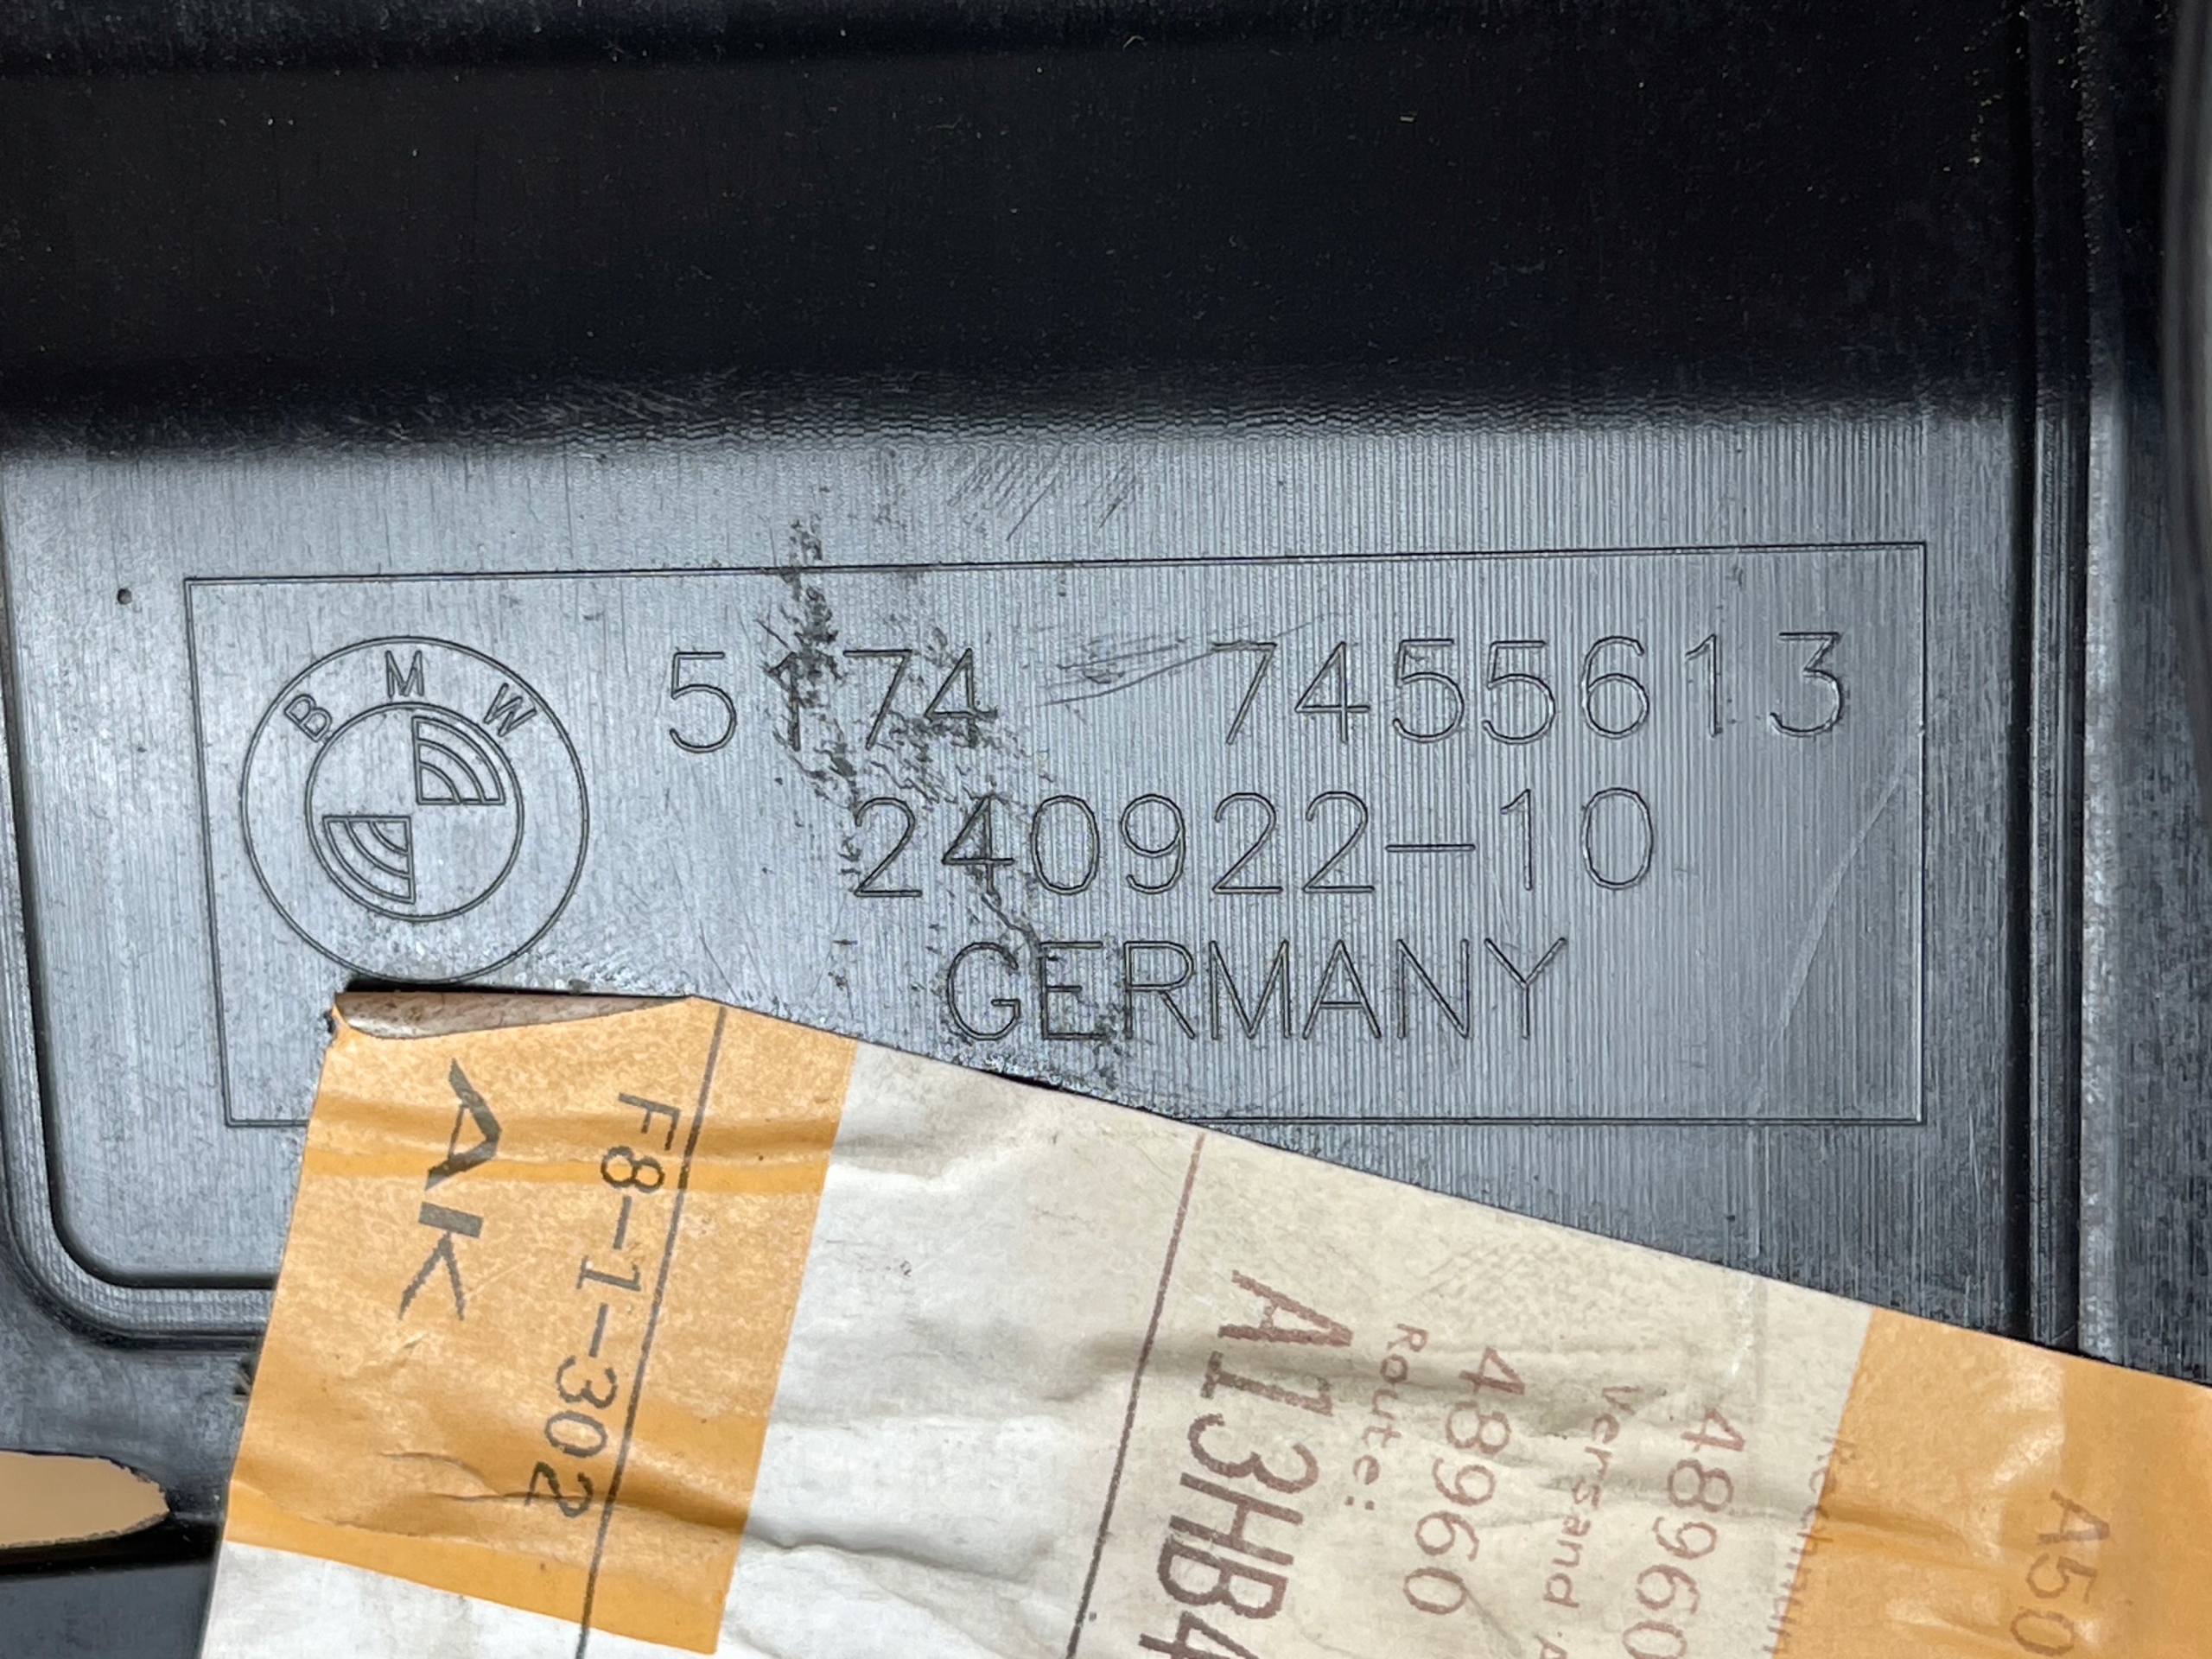 BMW
5174 7455613
240922-10
GERMANY
AK
F8-1-302
A13HB4
Route:
48960
Versand
48960
A50